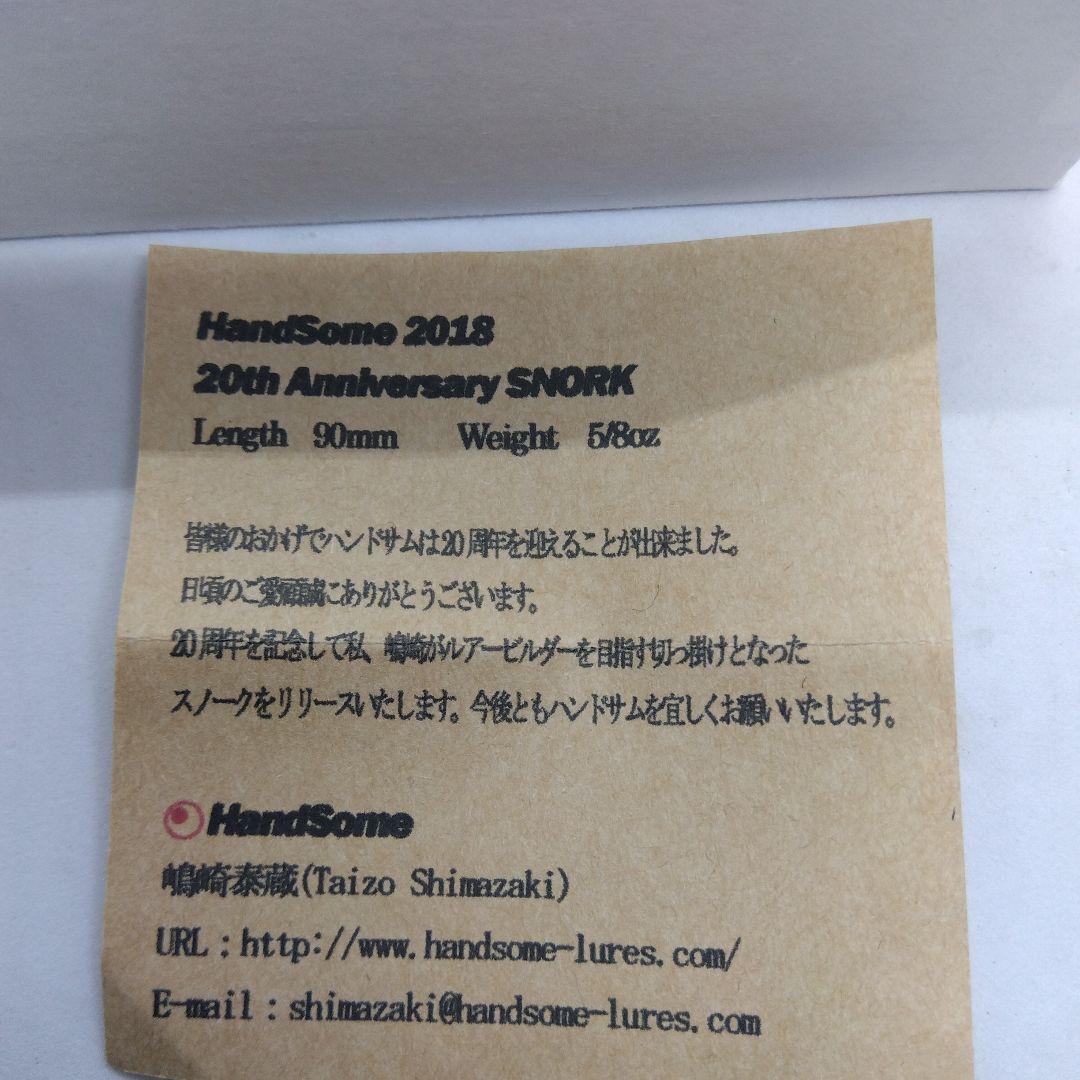 HandSome 2018
20th Anniversary SNORK
Length 90mm Weight 5/8oz
皆様のおかげでハンドサムは20周年を迎えることが出来ました。
日頃のご愛顧誠にありがとうございます。
20周年を記念して私、嶋崎がルアービルダーを目指す切っ掛けとなった
スノークをリリースいたします。今後ともハンドサムを宜しくお願いいたします。
HandSome
嶋崎泰蔵(Taizo Shimazaki)
URL：http://www.handsome-lures.com/
E-mail：shimazaki@handsome-lures.com